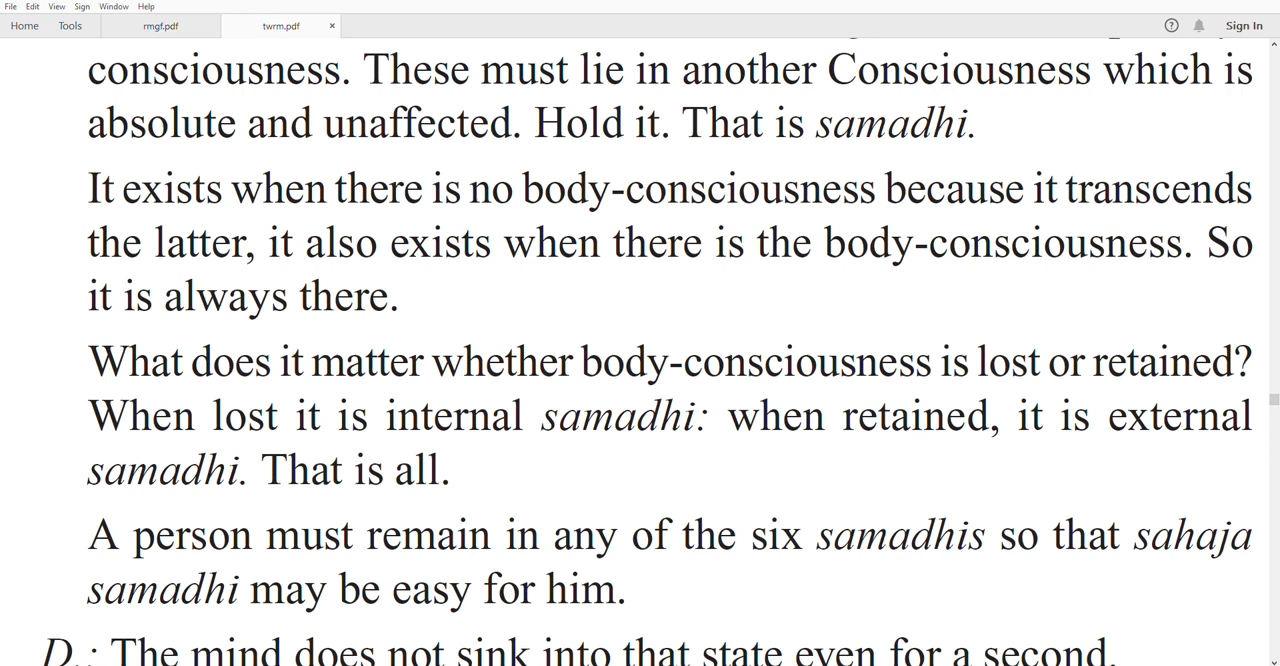 File Edit View Sign Window Help
Home Tools rmgf.pdf twrm.pdf × Sign In
consciousness. These must lie in another Consciousness which is
absolute and unaffected. Hold it. That is samadhi.
It exists when there is no body-consciousness because it transcends
the latter, it also exists when there is the body-consciousness. So
it is always there.
What does it matter whether body-consciousness is lost or retained?
When lost it is internal samadhi: when retained, it is external
samadhi. That is all.
A person must remain in any of the six samadhis so that sahaja
samadhi may be easy for him.
D.: The mind does not sink into that state even for a second.